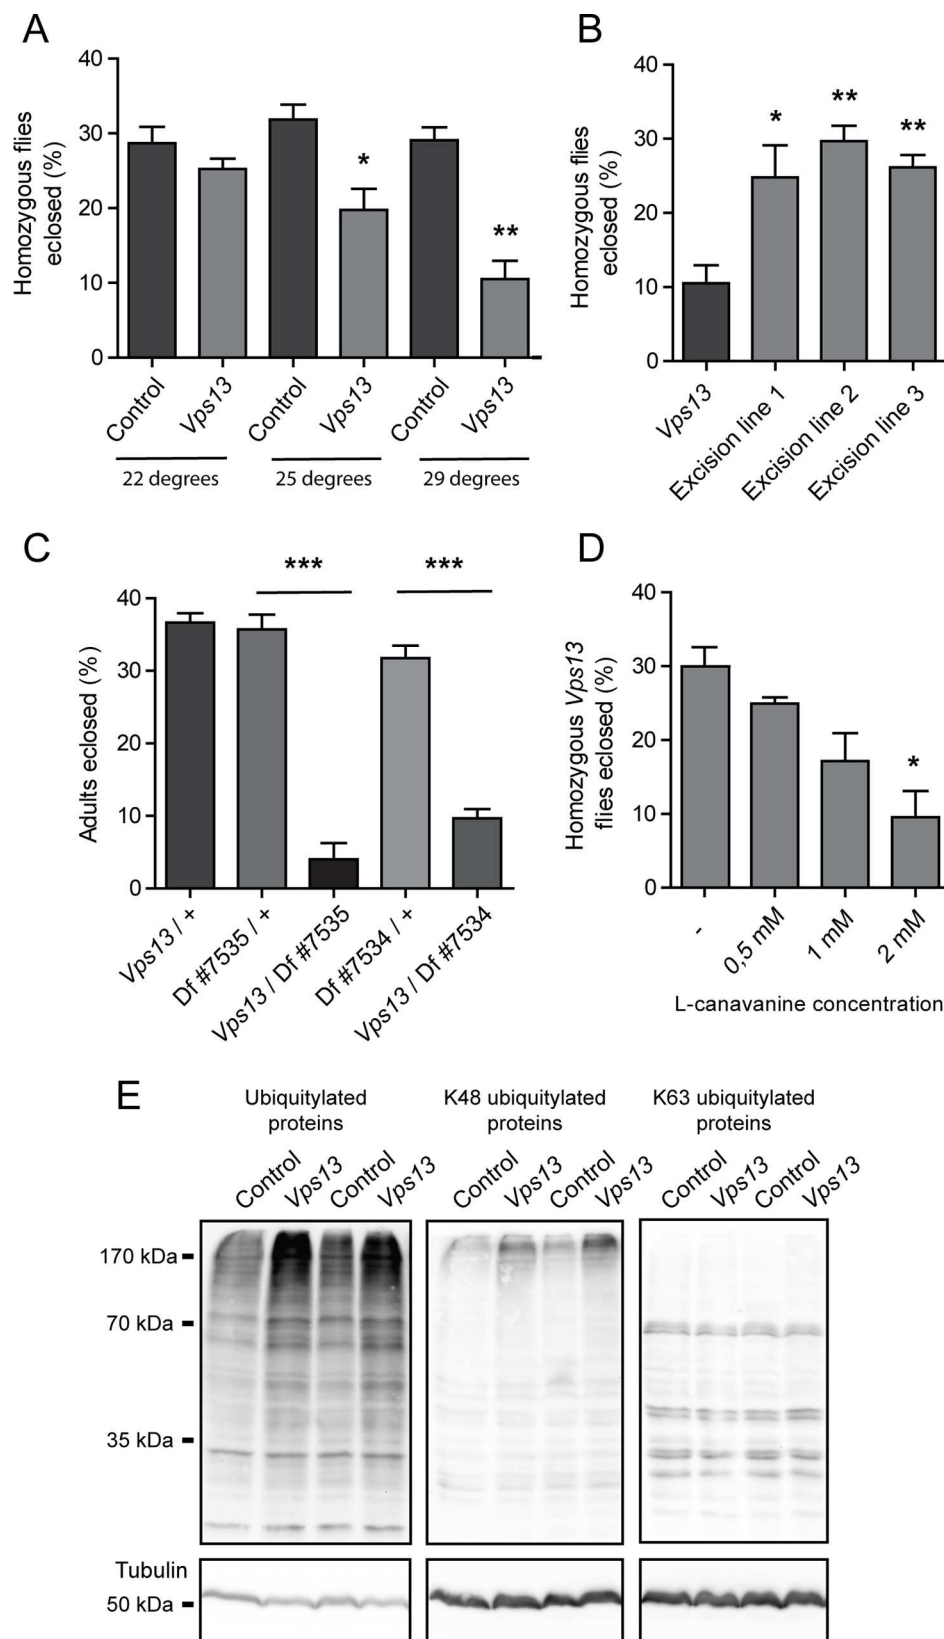 A
Homozygous flies
eclosed (%)
40
30
20
10
0
*
**
Control
Vps13
Control
Vps13
Control
Vps13
22 degrees
25 degrees
29 degrees
B
Homozygous flies
eclosed (%)
40
30
20
10
0
*
**
**
Vps13
Excision line 1
Excision line 2
Excision line 3
C
Adults eclosed (%)
40
30
20
10
0
***
***
Vps13 / +
Df #7535 / +
Vps13 / Df #7535
Df #7534 / +
Vps13 / Df #7534
D
Homozygous Vps13
flies eclosed (%)
40
30
20
10
0
*
-
0,5 mM
1 mM
2 mM
L-canavanine concentration
E
Ubiquitylated
proteins
K48 ubiquitylated
proteins
K63 ubiquitylated
proteins
Control
Vps13
Control
Vps13
Control
Vps13
Control
Vps13
Control
Vps13
Control
Vps13
170 kDa
70 kDa
35 kDa
Tubulin
50 kDa